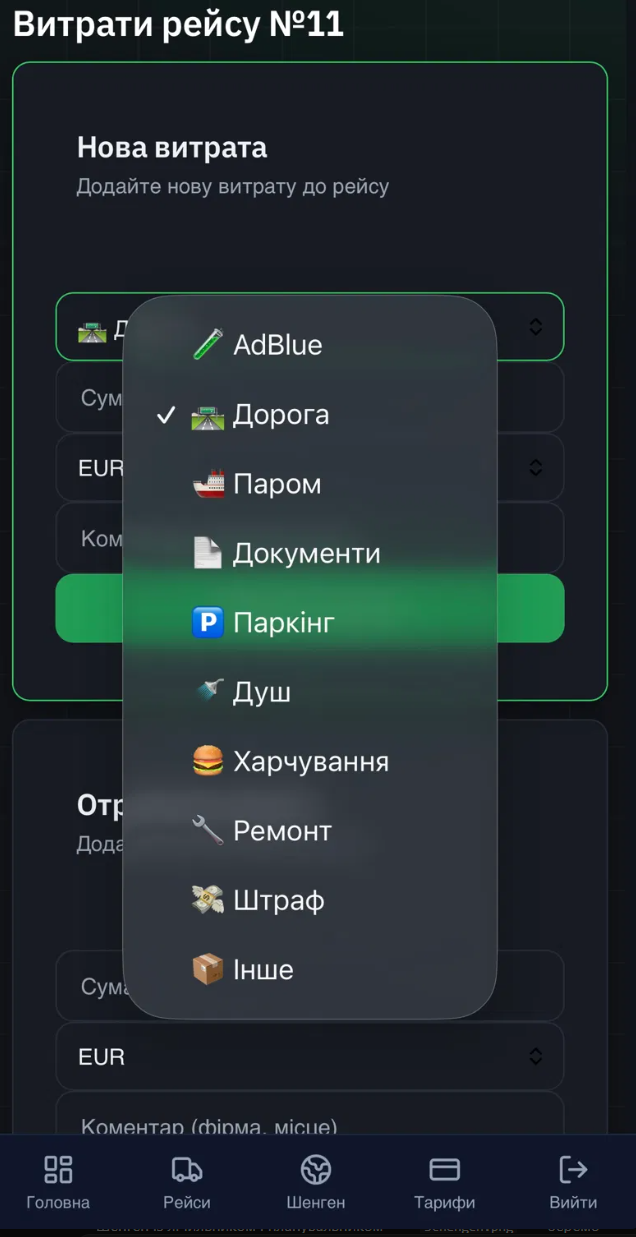 Витрати рейсу №11
Нова витрата
Додайте нову витрату до рейсу
AdBlue
Дорога
Паром
EUR
Документи
P Паркінг
Душ
Харчування
Ремонт
Штраф
Інше
EUR
Коментар (фірма, місце)
Головна
Рейси
Шенген
Тарифи
Вийти